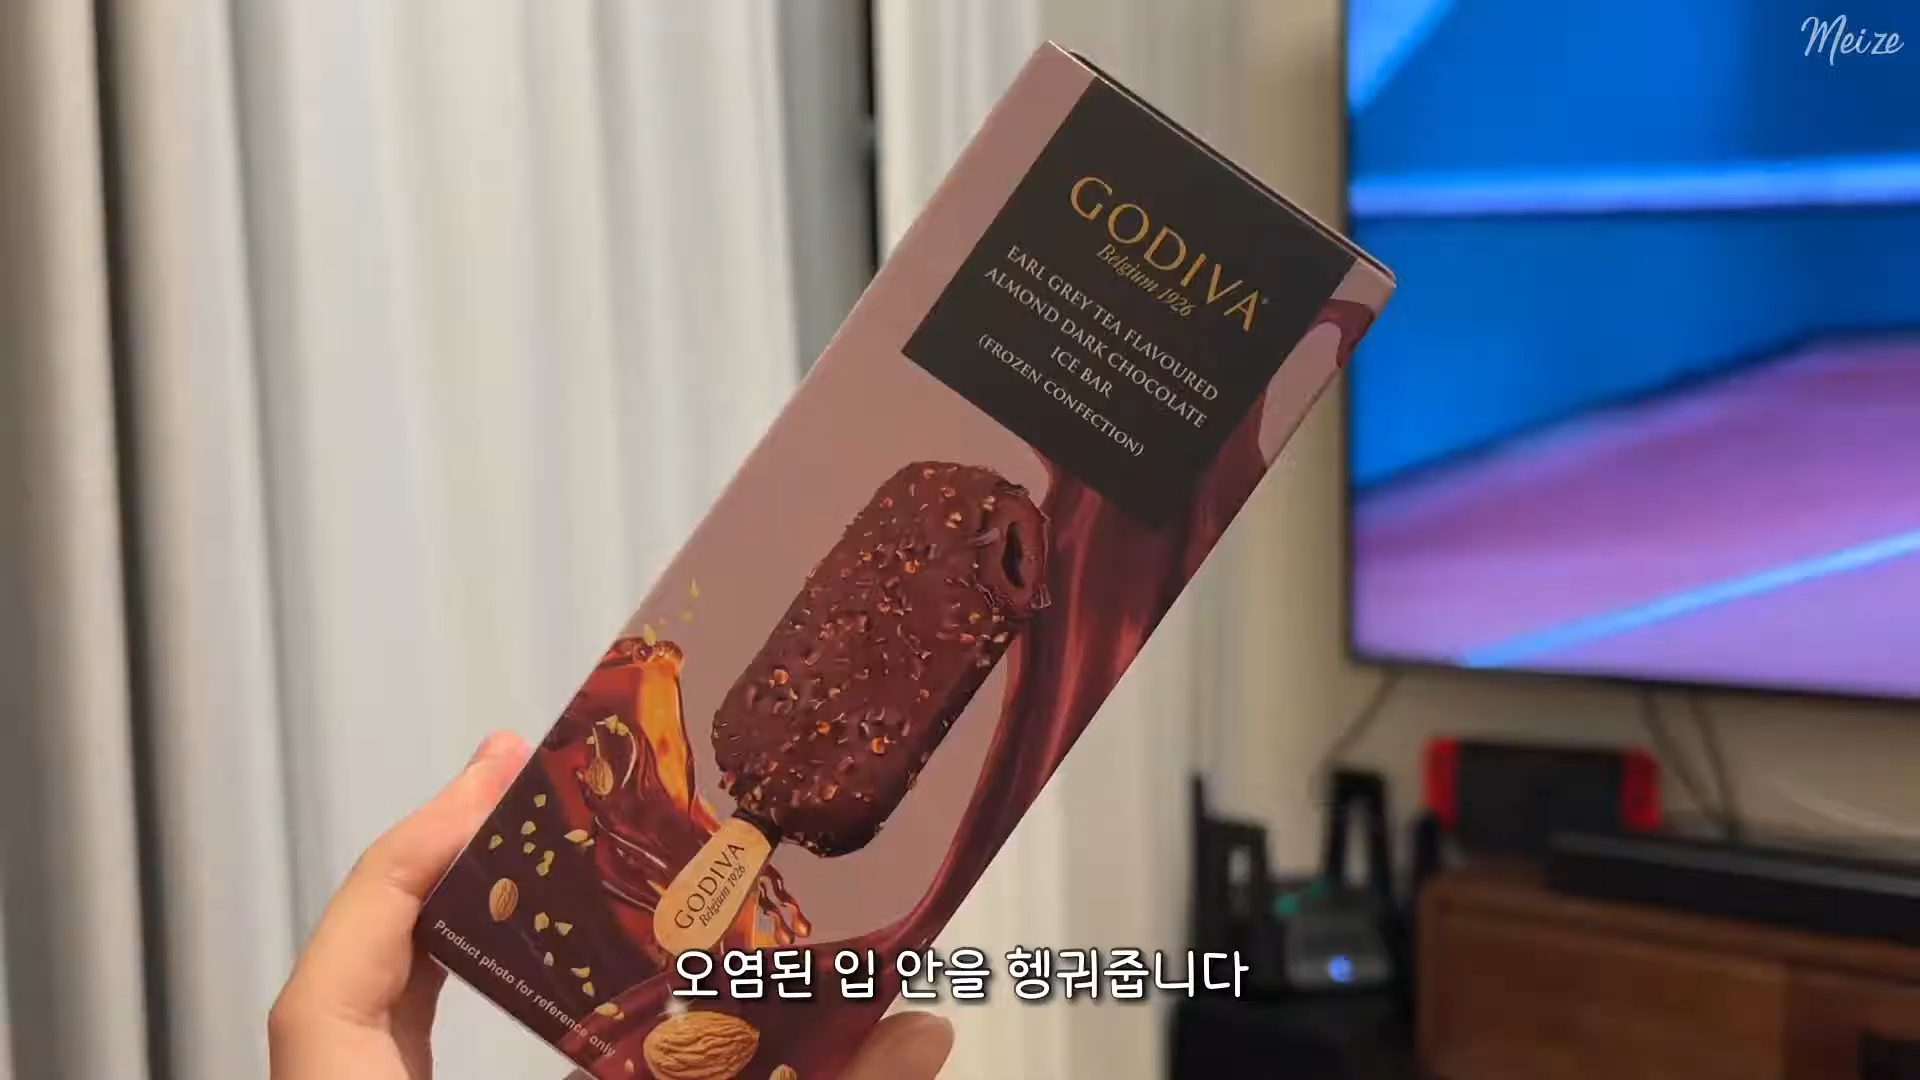 Meize
GODIVA
Belgium 1926
EARL GREY TEA FLAVOURED
ALMOND DARK CHOCOLATE
ICE BAR
(FROZEN CONFECTION)
GODIVA
Belgium 1926
Product photo for reference only
오염된 입 안을 헹궈줍니다